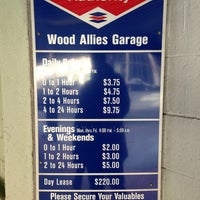 Authority
Wood Allies Garage
Daily
0 to 1 Hour $3.75
1 to 2 Hours $4.75
2 to 4 Hours $7.50
4 to 24 Hours $9.75
Evenings Mon. thru Fri. 4:00 P.M. - 5:00 A.M.
& Weekends
0 to 1 Hour $2.00
1 to 2 Hours $3.00
2 to 24 Hours $5.00
Day Lease $220.00
Please Secure Your Valuables